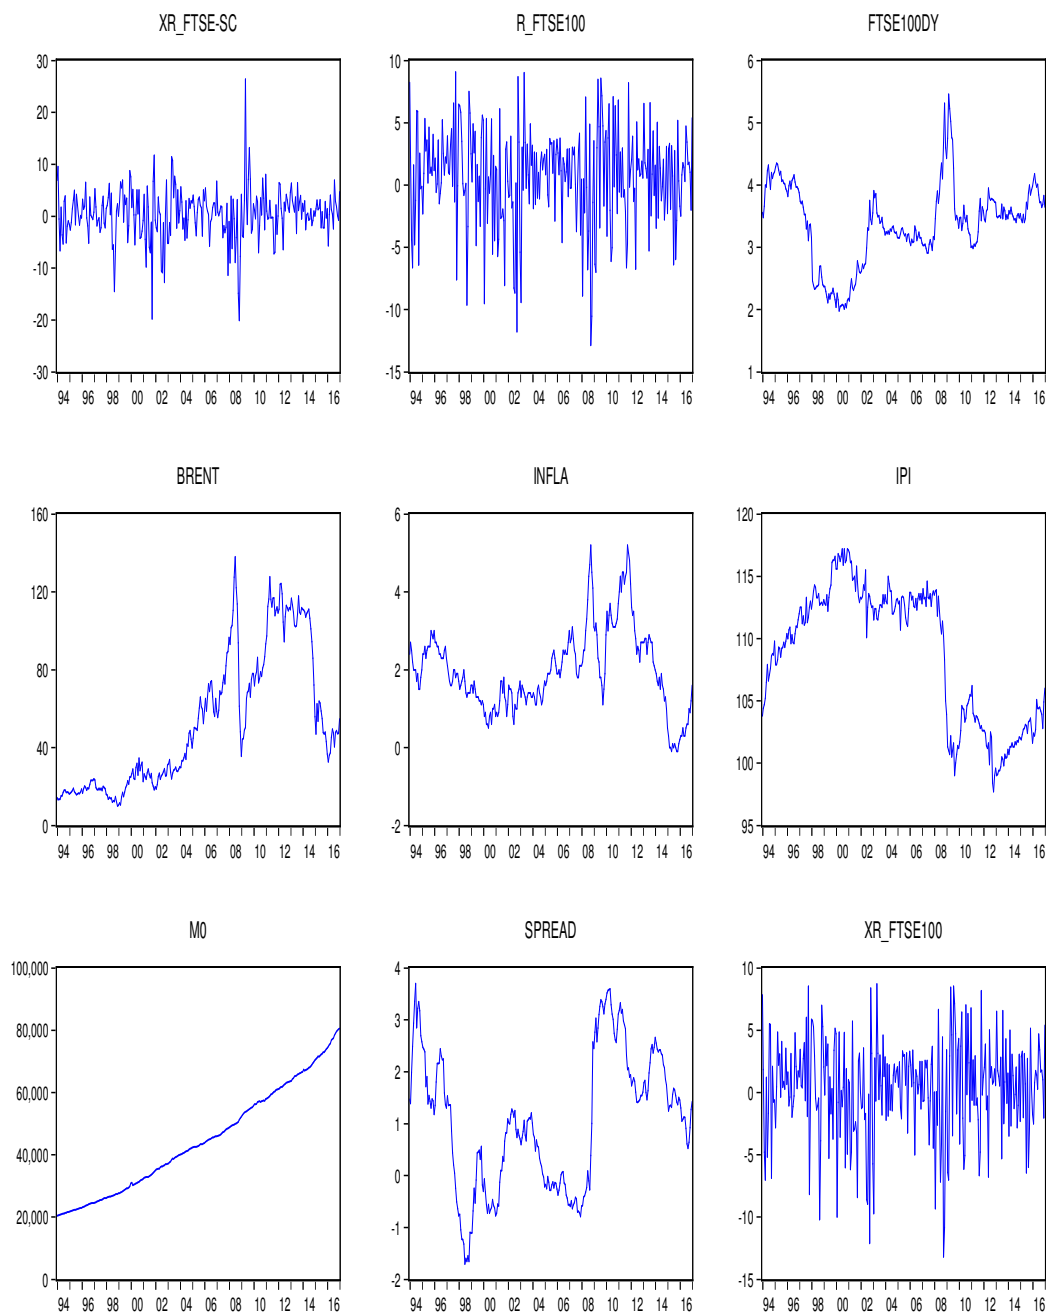 XR_FTSE-SC R_FTSE100 FTSE100DY
30 10 6
20 5 5
10 0 4
0 -5 3
-10 -10 2
-20 -15 1
-30
94 96 98 00 02 04 06 08 10 12 14 16 94 96 98 00 02 04 06 08 10 12 14 16 94 96 98 00 02 04 06 08 10 12 14 16
BRENT INFLA IPI
160 6 120
120 4 115
80 2 110
40 0 105
0 -2 100
95
94 96 98 00 02 04 06 08 10 12 14 16 94 96 98 00 02 04 06 08 10 12 14 16 94 96 98 00 02 04 06 08 10 12 14 16
M0 SPREAD XR_FTSE100
100,000 4 10
80,000 3 5
60,000 2 0
40,000 1 -5
20,000 0 -10
0 -1 -15
-2
94 96 98 00 02 04 06 08 10 12 14 16 94 96 98 00 02 04 06 08 10 12 14 16 94 96 98 00 02 04 06 08 10 12 14 16